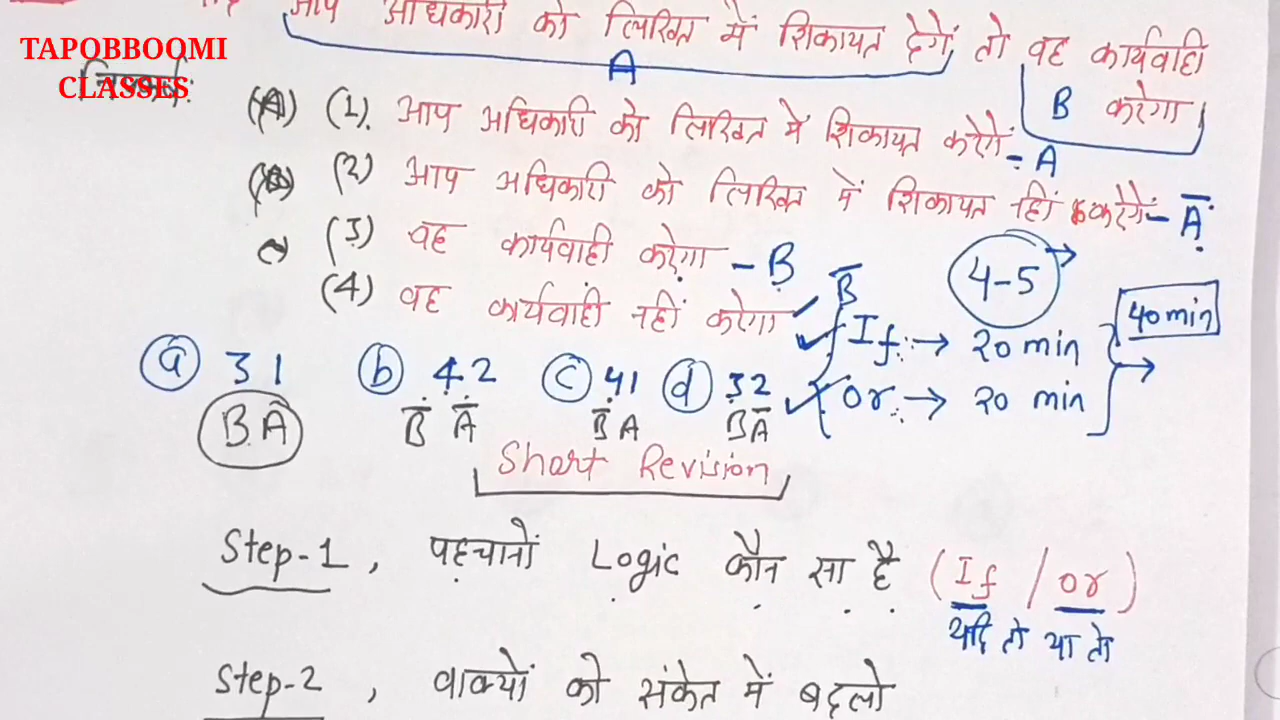 आप अधिकारी को लिखित में शिकायत देगें तो वह कार्यवाही
A
B करेगा
TAPOBBOOMI
CLASSES
निष्कर्ष:
(A) (1). आप अधिकारी को लिखित में शिकायत करेगें - A
(B) (2) आप अधिकारी को लिखित में शिकायत नहीं करेगें - A̅
(3) वह कार्यवाही करेगा - B
(4) वह कार्यवाही नहीं करेगा B̅
4-5 →
If → 20 min
or → 20 min
40 min
→
(a) 31 (b) 42 (c) 41 (d) 32
B A B̅ A̅ B̅ A B A̅
Short Revision
Step-1, पहचानों Logic कौन सा है (If / or)
यदि तो या तो
Step-2, वाक्यों को संकेत में बदलो